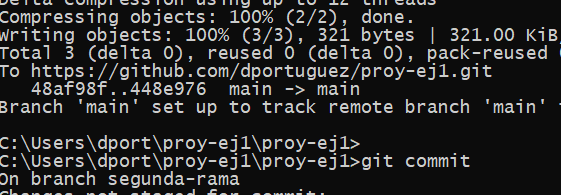 Delta compression using up to 12 threads
Compressing objects: 100% (2/2), done.
Writing objects: 100% (3/3), 321 bytes | 321.00 KiB
Total 3 (delta 0), reused 0 (delta 0), pack-reused
To https://github.com/dportuguez/proy-ej1.git
48af98f..448e976  main -> main
Branch 'main' set up to track remote branch 'main'
C:\Users\dport\proy-ej1\proy-ej1>
C:\Users\dport\proy-ej1\proy-ej1>git commit
On branch segunda-rama
Changes not staged for commit: